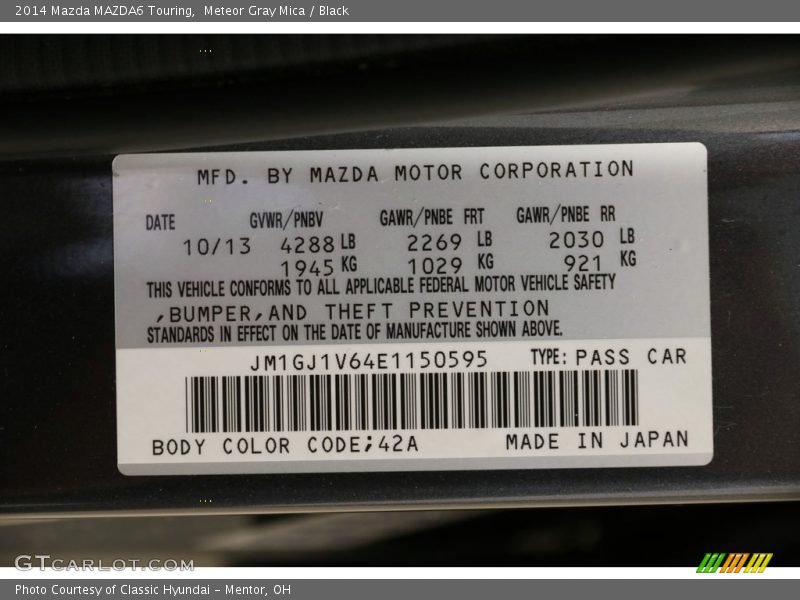 2014 Mazda MAZDA6 Touring,  Meteor Gray Mica / Black
MFD. BY MAZDA MOTOR CORPORATION
DATE GVWR/PNBV GAWR/PNBE FRT GAWR/PNBE RR
10/13 4288 LB 2269 LB 2030 LB
1945 KG 1029 KG 921 KG
THIS VEHICLE CONFORMS TO ALL APPLICABLE FEDERAL MOTOR VEHICLE SAFETY
,BUMPER,AND THEFT PREVENTION
STANDARDS IN EFFECT ON THE DATE OF MANUFACTURE SHOWN ABOVE.
JM1GJ1V64E1150595 TYPE: PASS CAR
BODY COLOR CODE;42A MADE IN JAPAN
GTCARLOT.COM
Photo Courtesy of Classic Hyundai - Mentor, OH